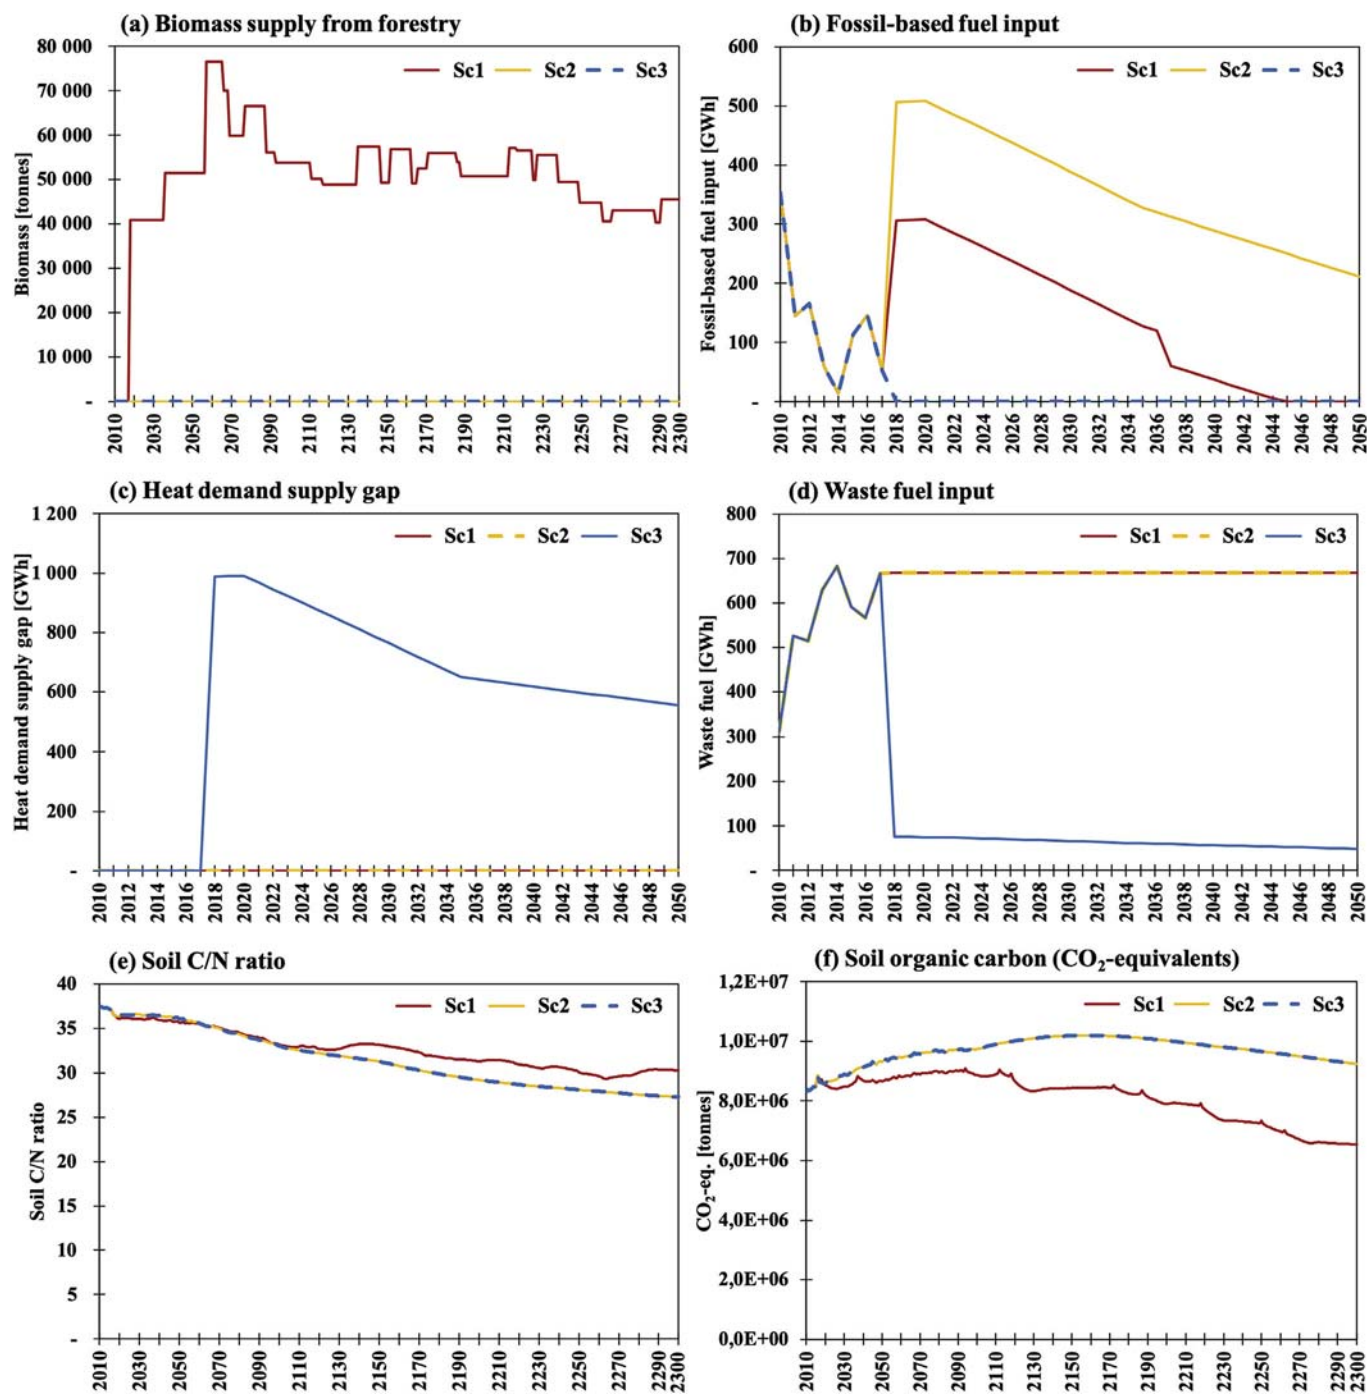 (a) Biomass supply from forestry
Biomass [tonnes]
80 000
70 000
60 000
50 000
40 000
30 000
20 000
10 000
-
Sc1 Sc2 Sc3
2010 2030 2050 2070 2090 2110 2130 2150 2170 2190 2210 2230 2250 2270 2290 2300
(b) Fossil-based fuel input
Fossil-based fuel input [GWh]
600
500
400
300
200
100
-
Sc1 Sc2 Sc3
2010 2012 2014 2016 2018 2020 2022 2024 2026 2028 2030 2032 2034 2036 2038 2040 2042 2044 2046 2048 2050
(c) Heat demand supply gap
Heat demand supply gap [GWh]
1 200
1 000
800
600
400
200
-
Sc1 Sc2 Sc3
2010 2012 2014 2016 2018 2020 2022 2024 2026 2028 2030 2032 2034 2036 2038 2040 2042 2044 2046 2048 2050
(d) Waste fuel input
Waste fuel [GWh]
800
700
600
500
400
300
200
100
-
Sc1 Sc2 Sc3
2010 2012 2014 2016 2018 2020 2022 2024 2026 2028 2030 2032 2034 2036 2038 2040 2042 2044 2046 2048 2050
(e) Soil C/N ratio
Soil C/N ratio
40
35
30
25
20
15
10
5
-
Sc1 Sc2 Sc3
2010 2030 2050 2070 2090 2110 2130 2150 2170 2190 2210 2230 2250 2270 2290 2300
(f) Soil organic carbon (CO₂-equivalents)
CO₂-eq. [tonnes]
1,2E+07
1,0E+07
8,0E+06
6,0E+06
4,0E+06
2,0E+06
0,0E+00
Sc1 Sc2 Sc3
2010 2030 2050 2070 2090 2110 2130 2150 2170 2190 2210 2230 2250 2270 2290 2300